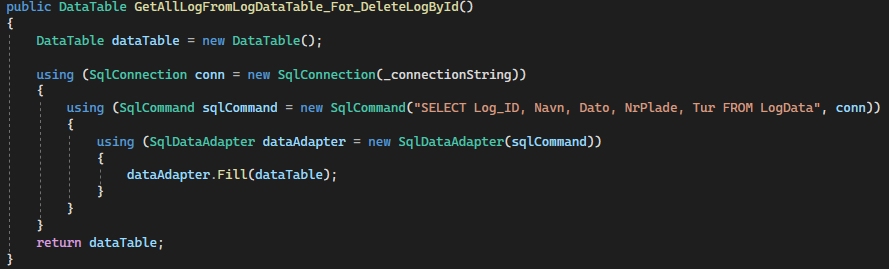 public DataTable GetAllLogFromLogDataTable_For_DeleteLogById()
{
    DataTable dataTable = new DataTable();
    using (SqlConnection conn = new SqlConnection(_connectionString))
    {
        using (SqlCommand sqlCommand = new SqlCommand("SELECT Log_ID, Navn, Dato, NrPlade, Tur FROM LogData", conn))
        {
            using (SqlDataAdapter dataAdapter = new SqlDataAdapter(sqlCommand))
            {
                dataAdapter.Fill(dataTable);
            }
        }
    }
    return dataTable;
}